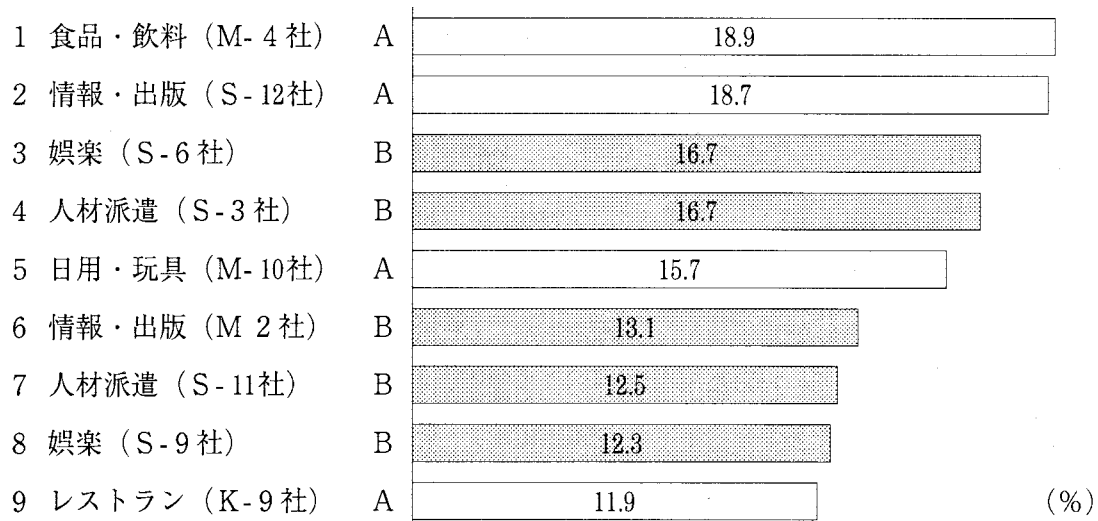 1 食品・飲料（M-4社） A 18.9
2 情報・出版（S-12社） A 18.7
3 娯楽（S-6社） B 16.7
4 人材派遣（S-3社） B 16.7
5 日用・玩具（M-10社） A 15.7
6 情報・出版（M 2社） B 13.1
7 人材派遣（S-11社） B 12.5
8 娯楽（S-9社） B 12.3
9 レストラン（K-9社） A 11.9 (%)